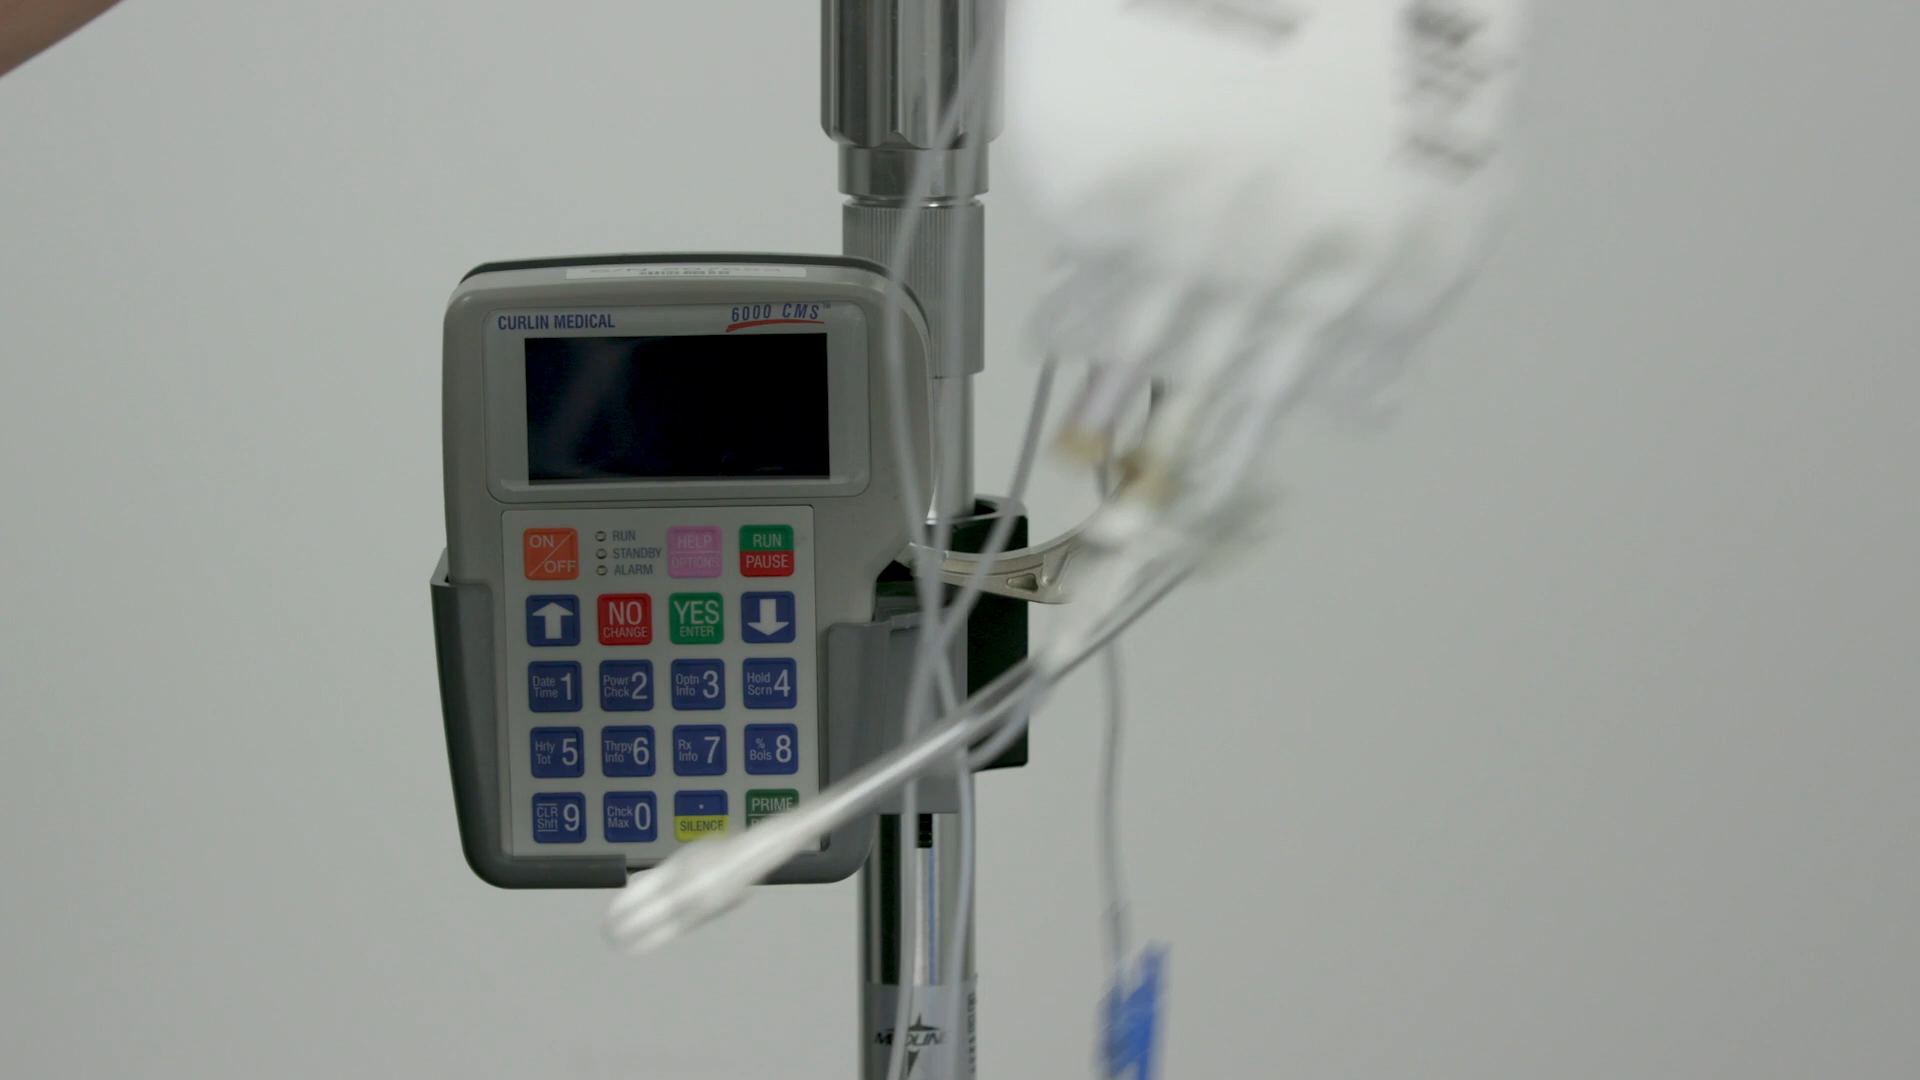 CURLIN MEDICAL
6000 CMS™
ON
OFF
RUN
STANDBY
ALARM
HELP
OPTIONS
RUN
PAUSE
NO
CHANGE
YES
ENTER
Date
Time 1
Powr
Chck 2
Optn
Info 3
Hold
Scrn 4
Hrly
Tot 5
Thrpy
Info 6
Rx
Info 7
%
Bols 8
CLR
Shft 9
Chck
Max 0
.
SILENCE
PRIME
MEDLINE